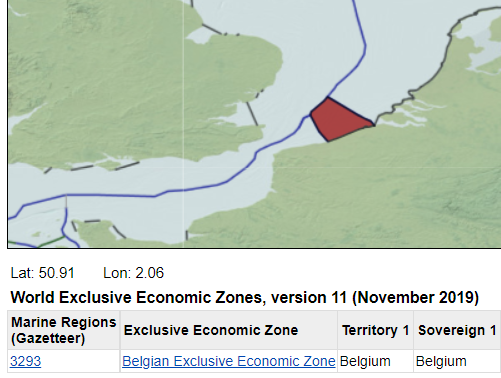 Lat: 50.91 Lon: 2.06
World Exclusive Economic Zones, version 11 (November 2019)
Marine Regions (Gazetteer) Exclusive Economic Zone Territory 1 Sovereign 1
3293 Belgian Exclusive Economic Zone Belgium Belgium